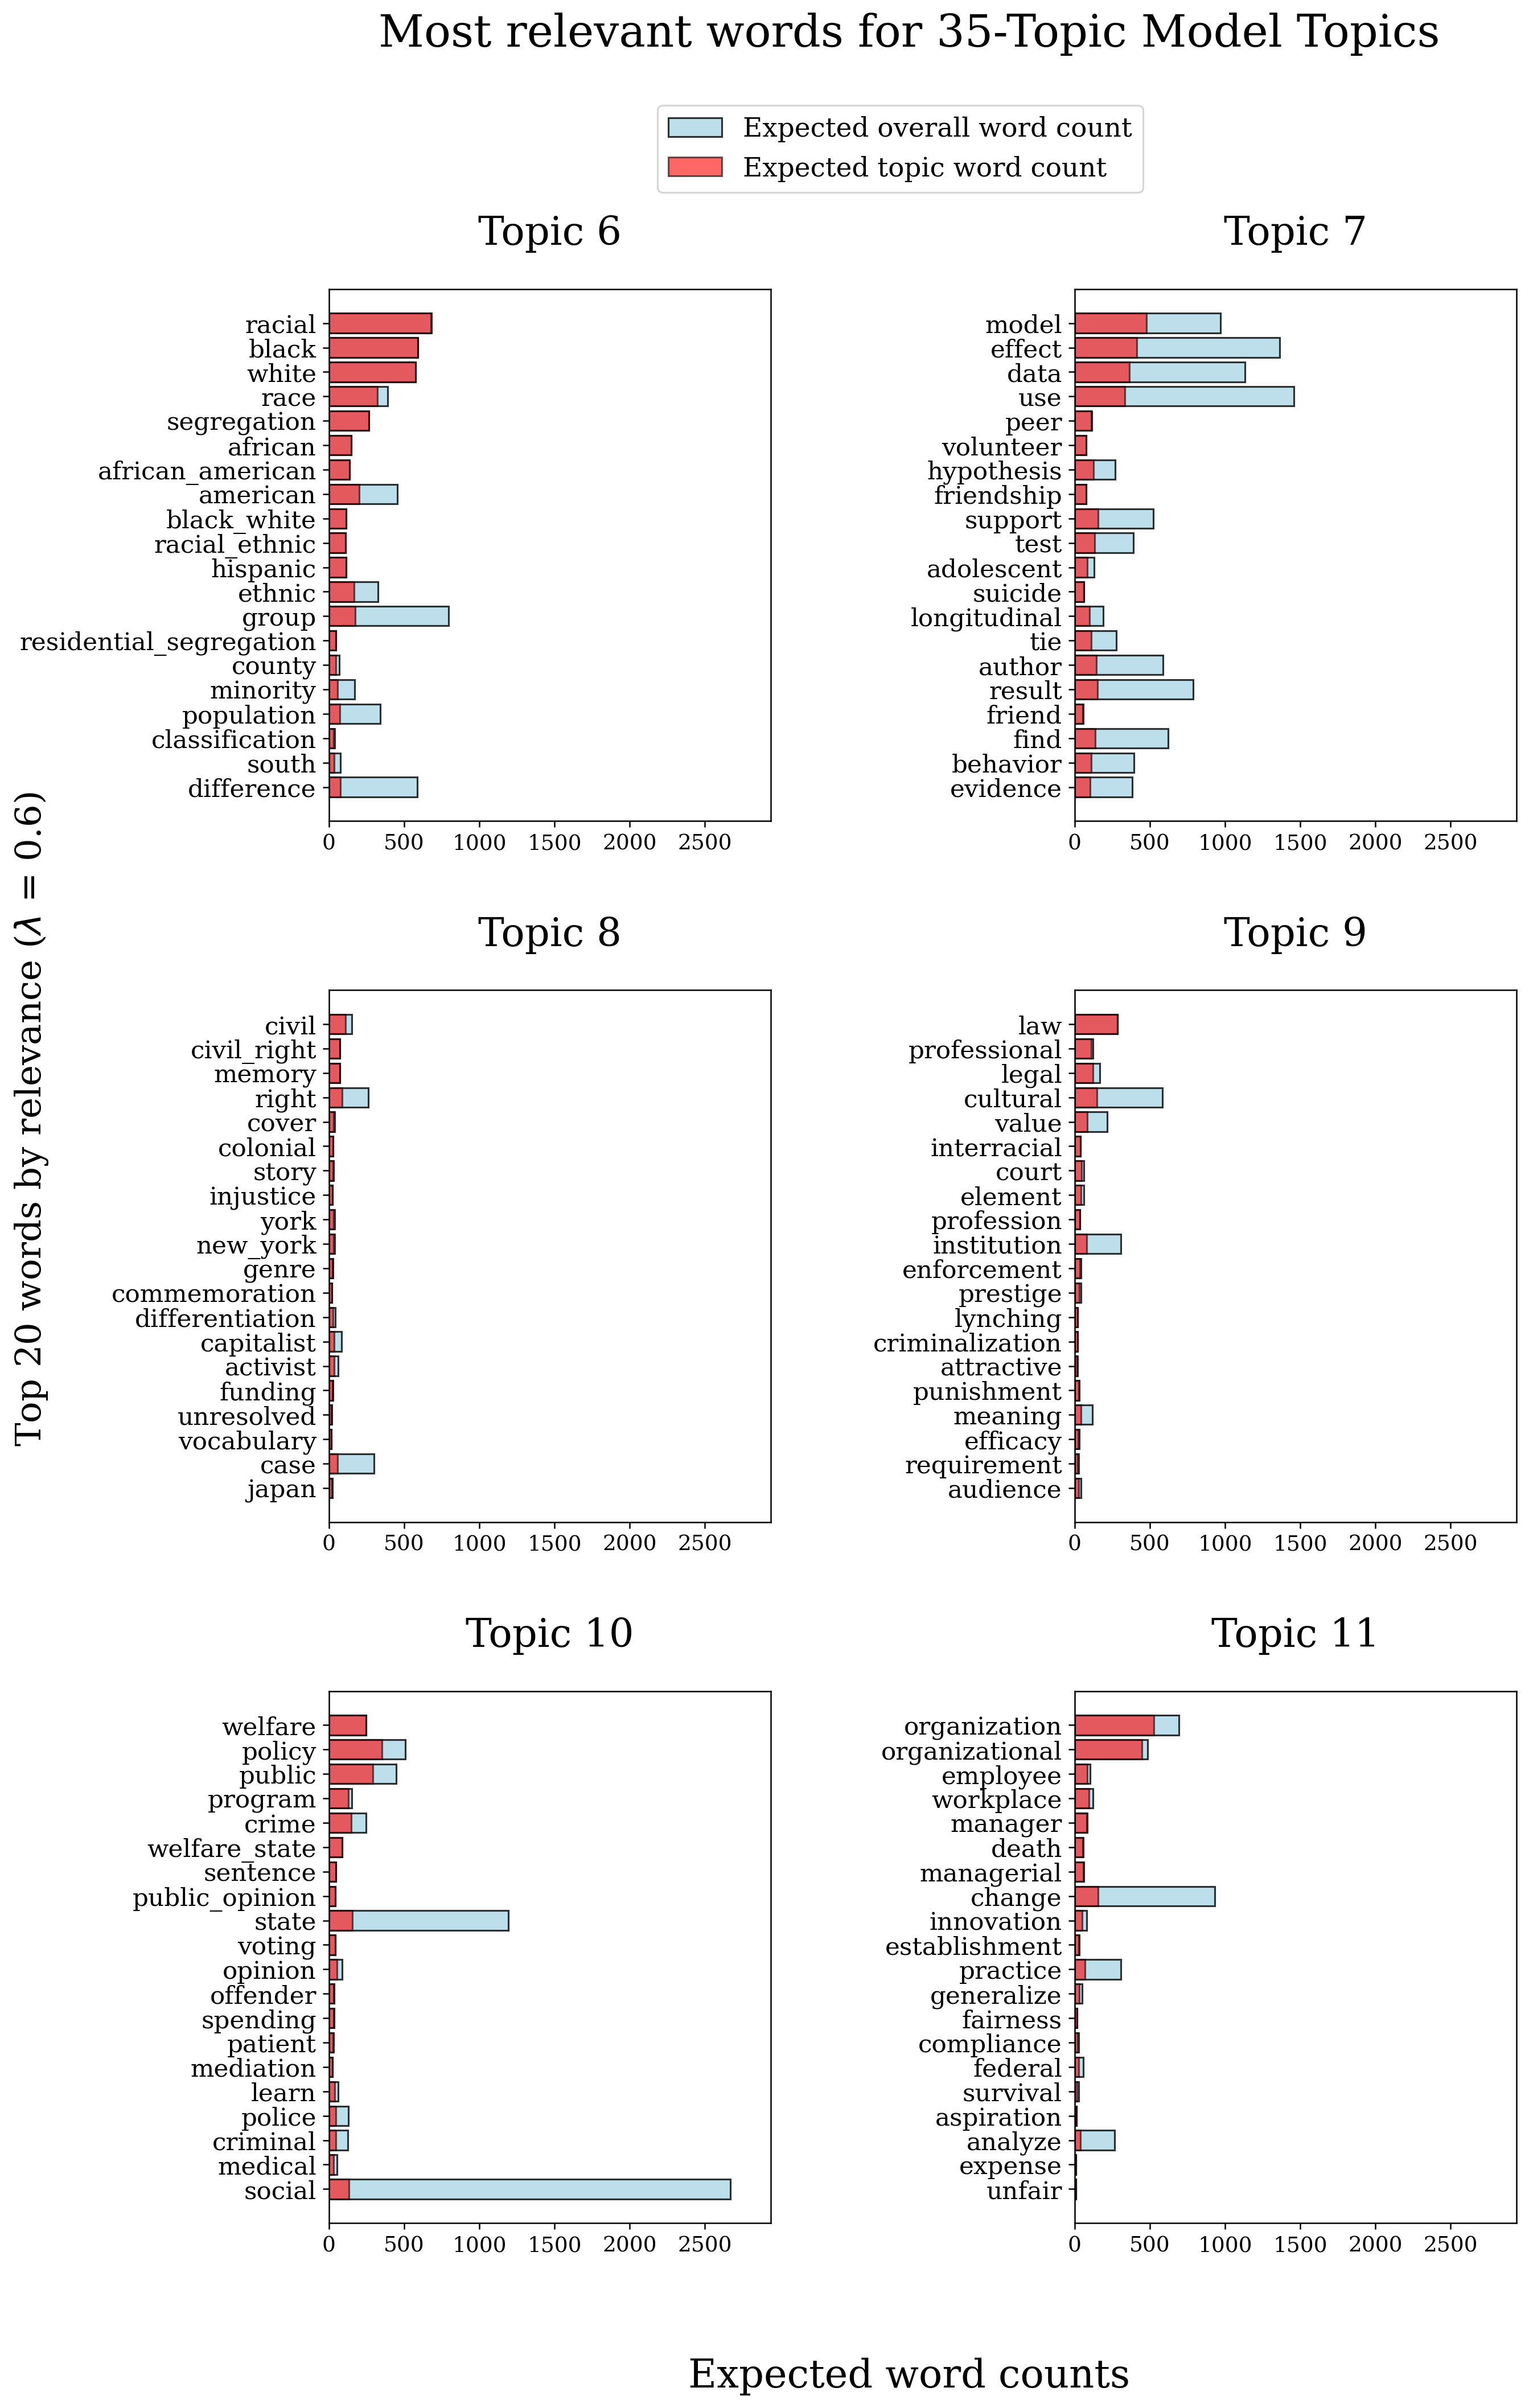 Most relevant words for 35-Topic Model Topics
Expected overall word count
Expected topic word count
Top 20 words by relevance (λ = 0.6)
Topic 6
racial
black
white
race
segregation
african
african_american
american
black_white
racial_ethnic
hispanic
ethnic
group
residential_segregation
county
minority
population
classification
south
difference
0 500 1000 1500 2000 2500
Topic 7
model
effect
data
use
peer
volunteer
hypothesis
friendship
support
test
adolescent
suicide
longitudinal
tie
author
result
friend
find
behavior
evidence
0 500 1000 1500 2000 2500
Topic 8
civil
civil_right
memory
right
cover
colonial
story
injustice
york
new_york
genre
commemoration
differentiation
capitalist
activist
funding
unresolved
vocabulary
case
japan
0 500 1000 1500 2000 2500
Topic 9
law
professional
legal
cultural
value
interracial
court
element
profession
institution
enforcement
prestige
lynching
criminalization
attractive
punishment
meaning
efficacy
requirement
audience
0 500 1000 1500 2000 2500
Topic 10
welfare
policy
public
program
crime
welfare_state
sentence
public_opinion
state
voting
opinion
offender
spending
patient
mediation
learn
police
criminal
medical
social
0 500 1000 1500 2000 2500
Topic 11
organization
organizational
employee
workplace
manager
death
managerial
change
innovation
establishment
practice
generalize
fairness
compliance
federal
survival
aspiration
analyze
expense
unfair
0 500 1000 1500 2000 2500
Expected word counts